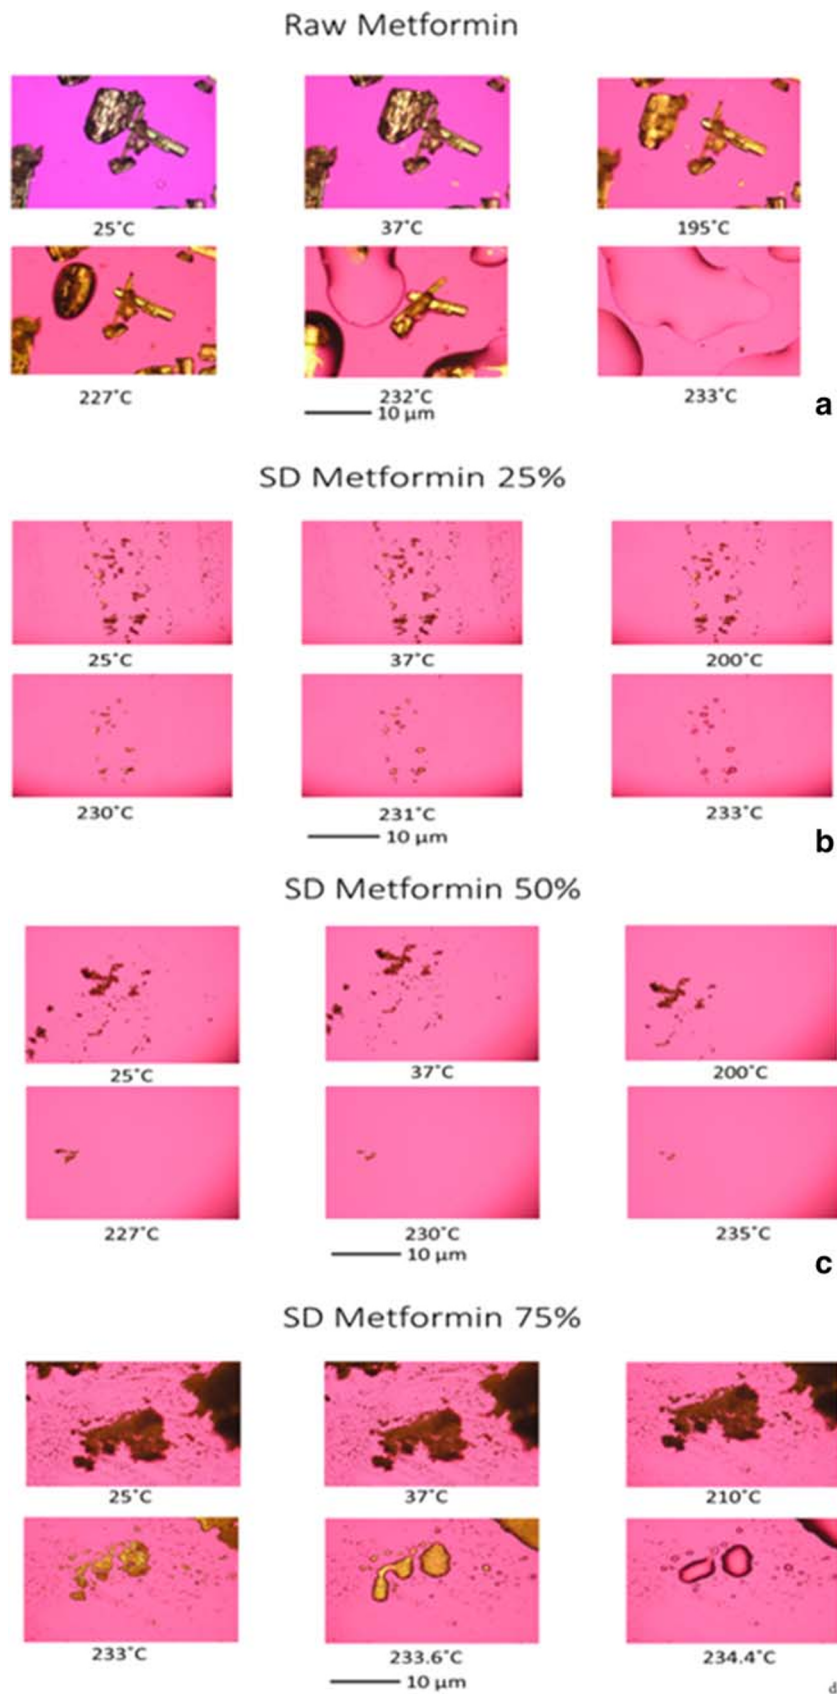 Raw Metformin
25˚C 37˚C 195˚C
227˚C 232˚C 233˚C
10 µm
a
SD Metformin 25%
25˚C 37˚C 200˚C
230˚C 231˚C 233˚C
10 µm
b
SD Metformin 50%
25˚C 37˚C 200˚C
227˚C 230˚C 235˚C
10 µm
c
SD Metformin 75%
25˚C 37˚C 210˚C
233˚C 233.6˚C 234.4˚C
10 µm
d